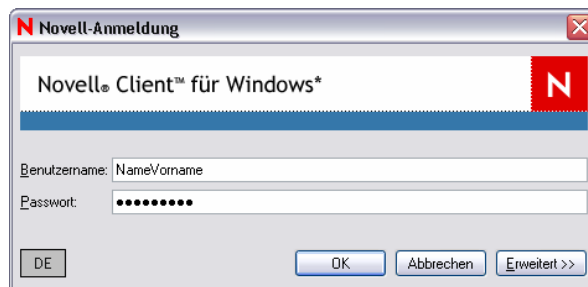 N Novell-Anmeldung
Novell® Client™ für Windows*
N
Benutzername: NameVorname
Passwort: •••••••••
DE
OK
Abbrechen
Erweitert >>